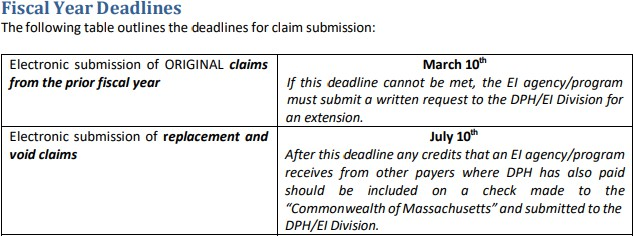 Fiscal Year Deadlines
The following table outlines the deadlines for claim submission:
Electronic submission of ORIGINAL claims
from the prior fiscal year
March 10th
If this deadline cannot be met, the EI agency/program
must submit a written request to the DPH/EI Division for
an extension.
Electronic submission of replacement and
void claims
July 10th
After this deadline any credits that an EI agency/program
receives from other payers where DPH has also paid
should be included on a check made to the
“Commonwealth of Massachusetts” and submitted to the
DPH/EI Division.